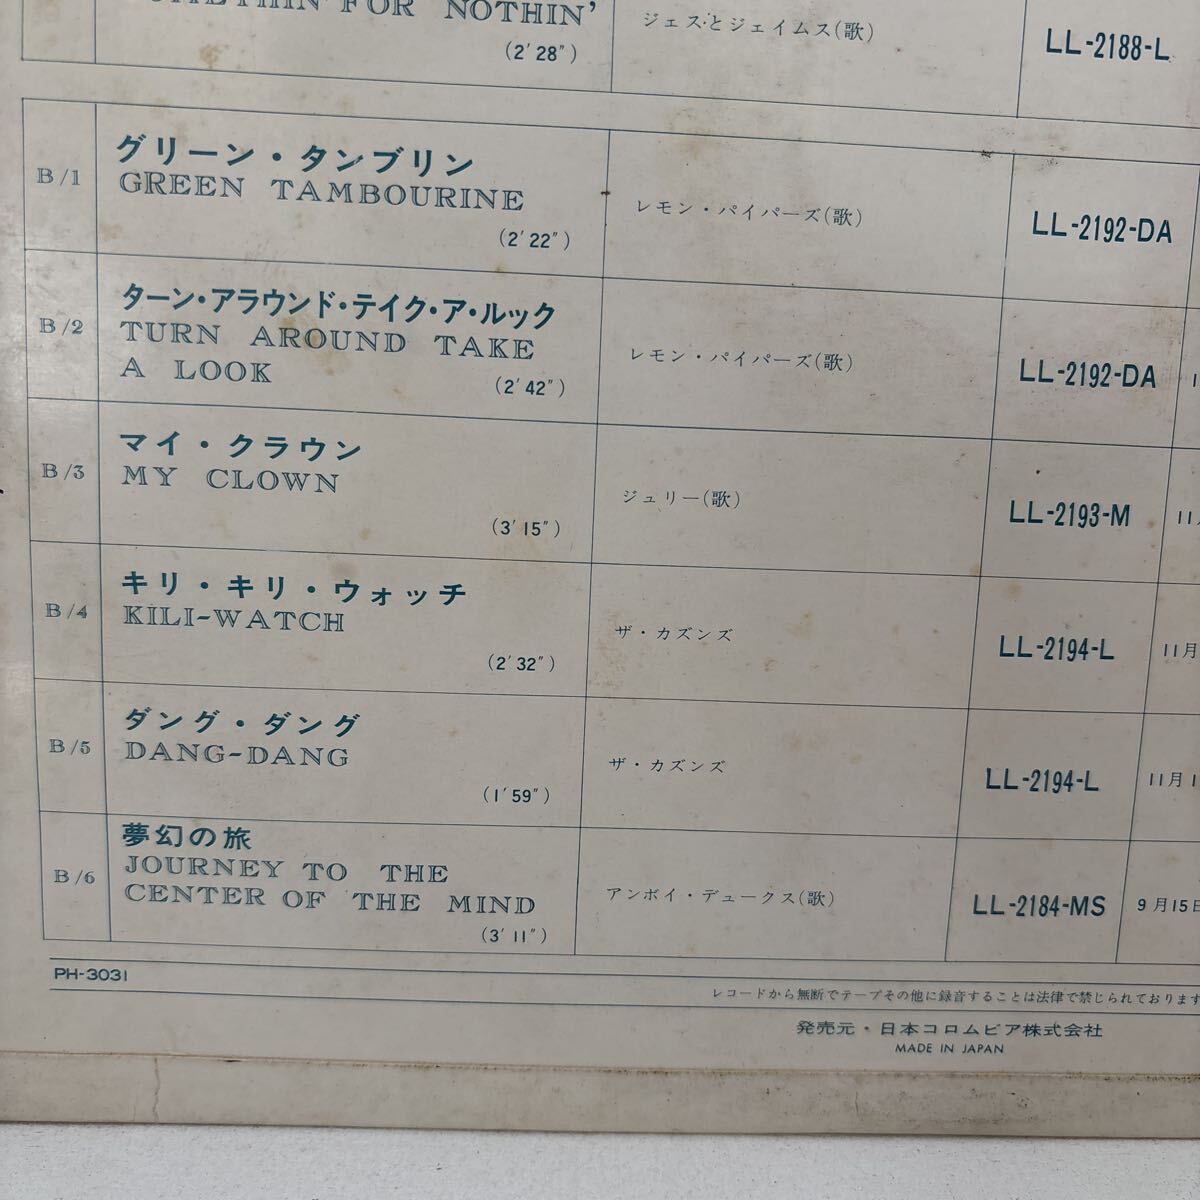 FOR NOTHIN'
(2'28")
ジェスとジェイムス(歌)
LL-2188-L
B/1
グリーン・タンブリン
GREEN TAMBOURINE
(2'22")
レモン・パイパーズ(歌)
LL-2192-DA
B/2
ターン・アラウンド・テイク・ア・ルック
TURN AROUND TAKE
A LOOK
(2'42")
レモン・パイパーズ(歌)
LL-2192-DA
B/3
マイ・クラウン
MY CLOWN
(3'15")
ジュリー(歌)
LL-2193-M
11
B/4
キリ・キリ・ウォッチ
KILI-WATCH
(2'32")
ザ・カズンズ
LL-2194-L
11月
B/5
ダング・ダング
DANG-DANG
(1'59")
ザ・カズンズ
LL-2194-L
11月1
B/6
夢幻の旅
JOURNEY TO THE
CENTER OF THE MIND
(3'11")
アンボイ・デュークス(歌)
LL-2184-MS
9月15日
PH-3031
レコードから無断でテープその他に録音することは法律で禁じられております
発売元・日本コロムビア株式会社
MADE IN JAPAN